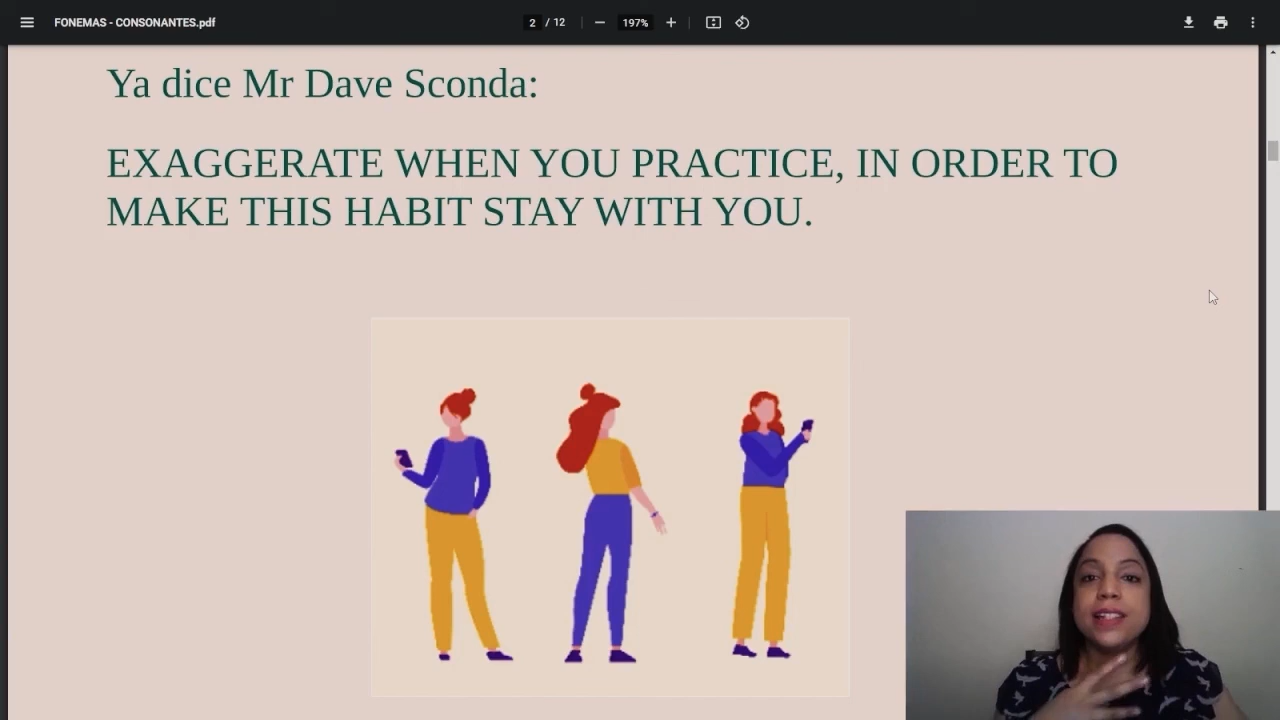 FONEMAS - CONSONANTES.pdf
2 / 12
197%
Ya dice Mr Dave Sconda:
EXAGGERATE WHEN YOU PRACTICE, IN ORDER TO
MAKE THIS HABIT STAY WITH YOU.